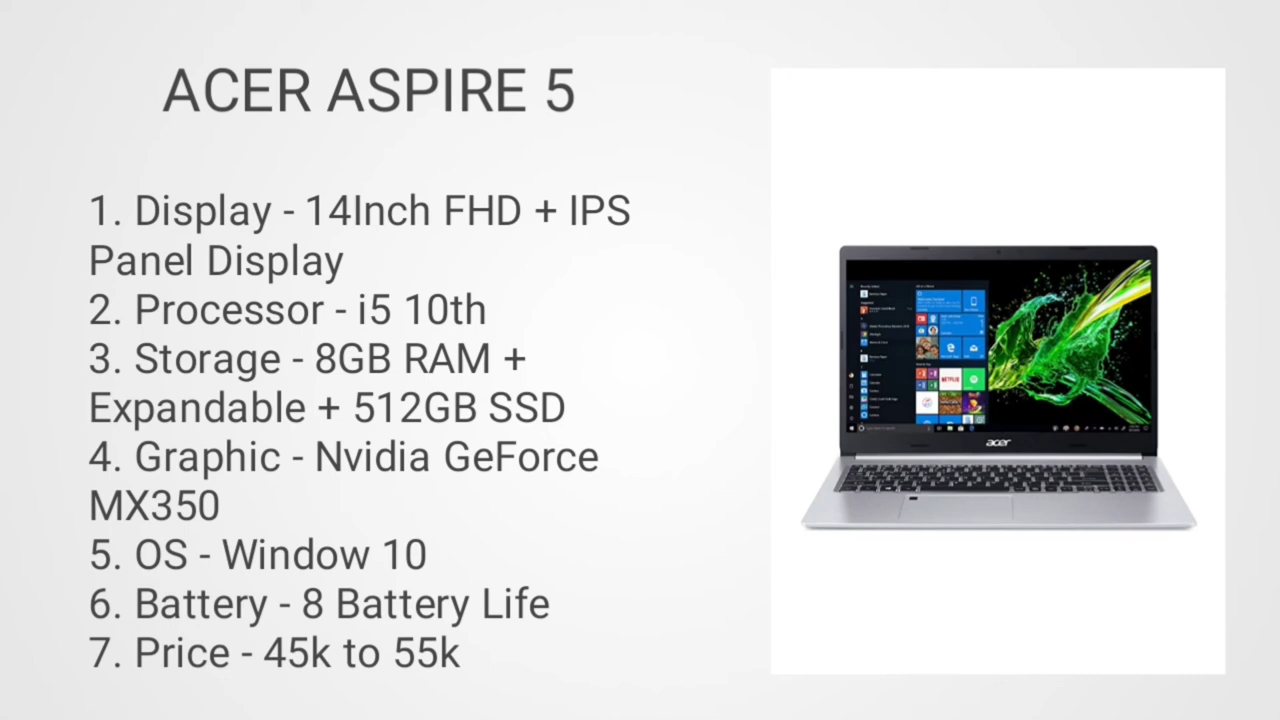 ACER ASPIRE 5
1. Display - 14Inch FHD + IPS
Panel Display
2. Processor - i5 10th
3. Storage - 8GB RAM +
Expandable + 512GB SSD
4. Graphic - Nvidia GeForce
MX350
5. OS - Window 10
6. Battery - 8 Battery Life
7. Price - 45k to 55k
NETFLIX
acer